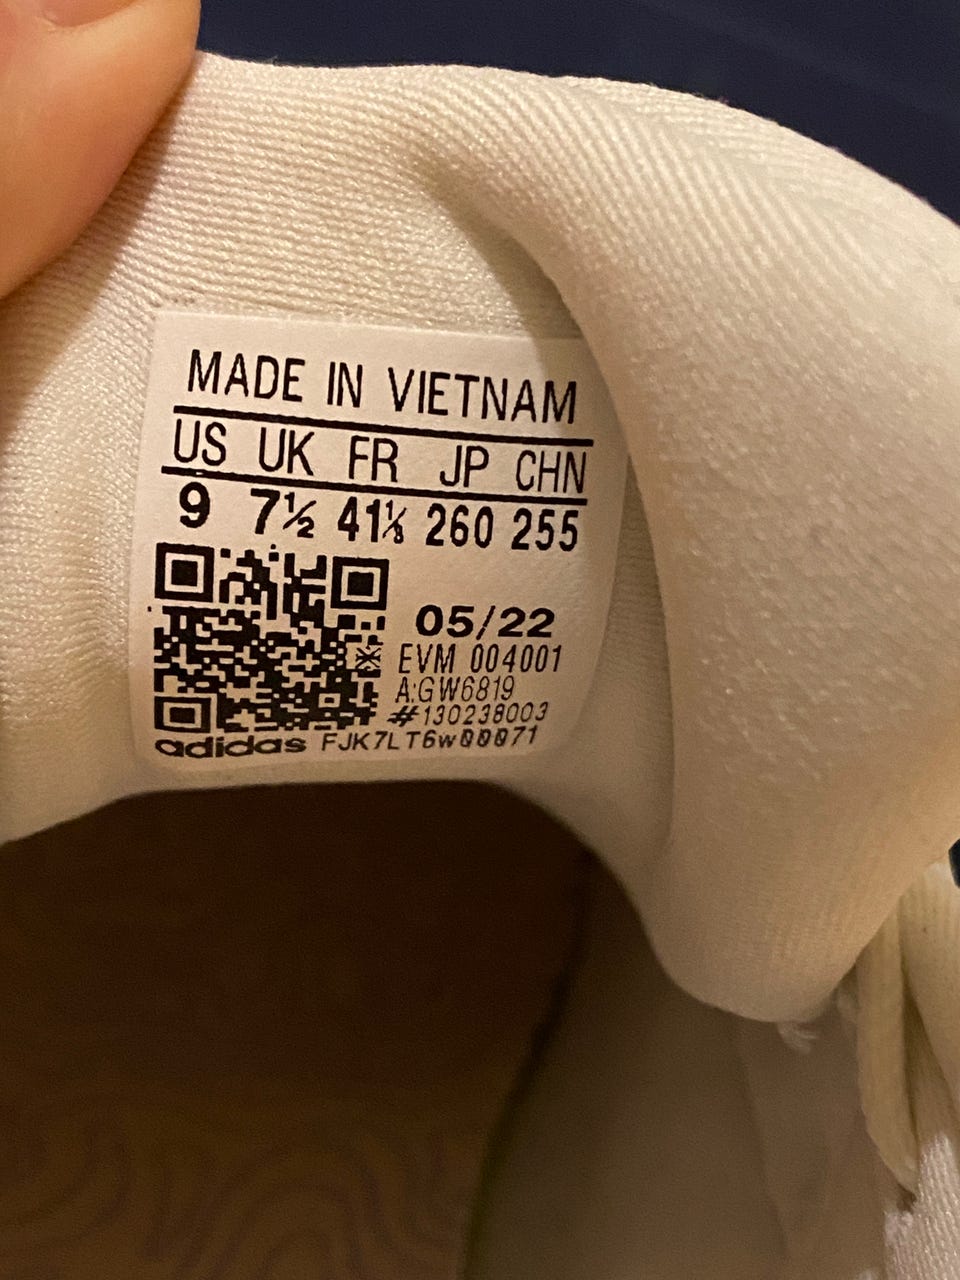 MADE IN VIETNAM
US UK FR JP CHN
9 7½ 41⅓ 260 255
05/22
EVM 004001
A:GW6819
#130238003
adidas FJK7LT6w00071